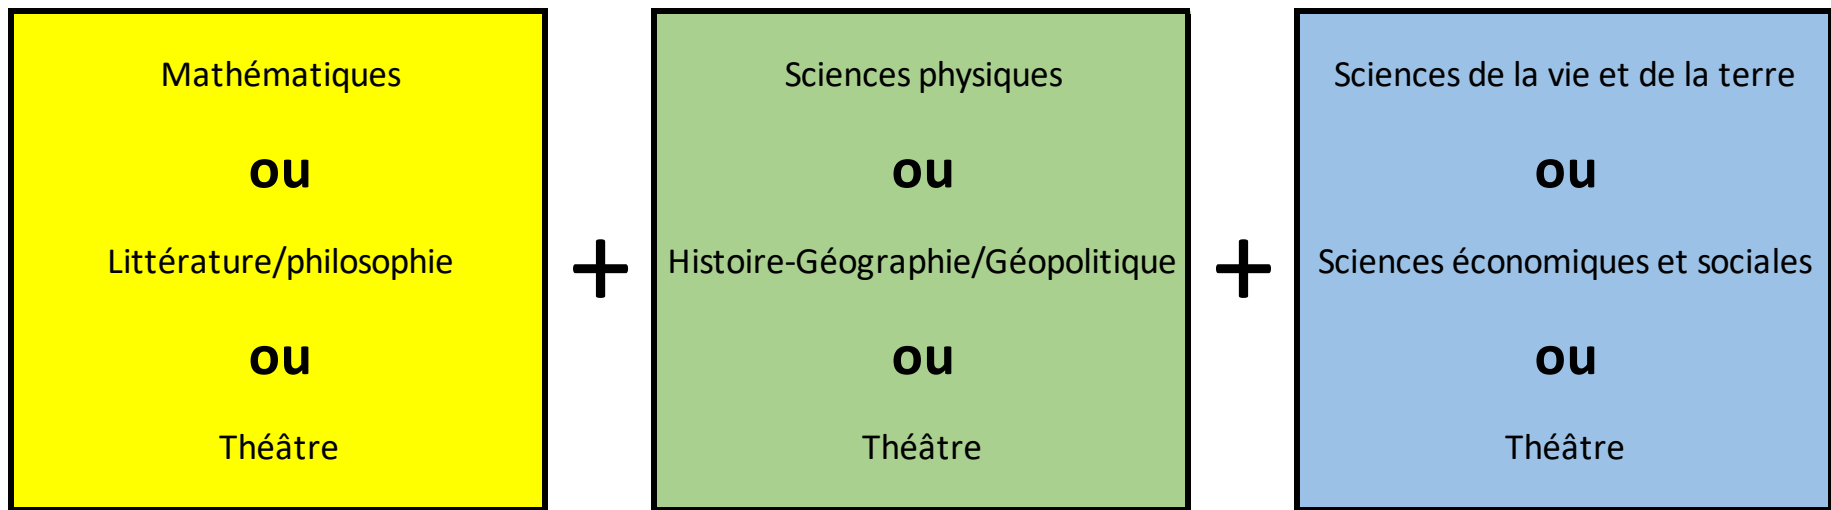 Mathématiques
ou
Littérature/philosophie
ou
Théâtre
+
Sciences physiques
ou
Histoire-Géographie/Géopolitique
ou
Théâtre
+
Sciences de la vie et de la terre
ou
Sciences économiques et sociales
ou
Théâtre